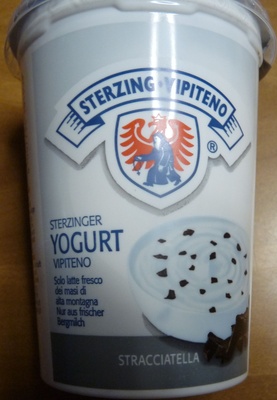 STERZING-VIPITENO
®
STERZINGER
YOGURT
VIPITENO
Solo latte fresco
dei masi di
alta montagna
Nur aus frischer
Bergmilch
STRACCIATELLA